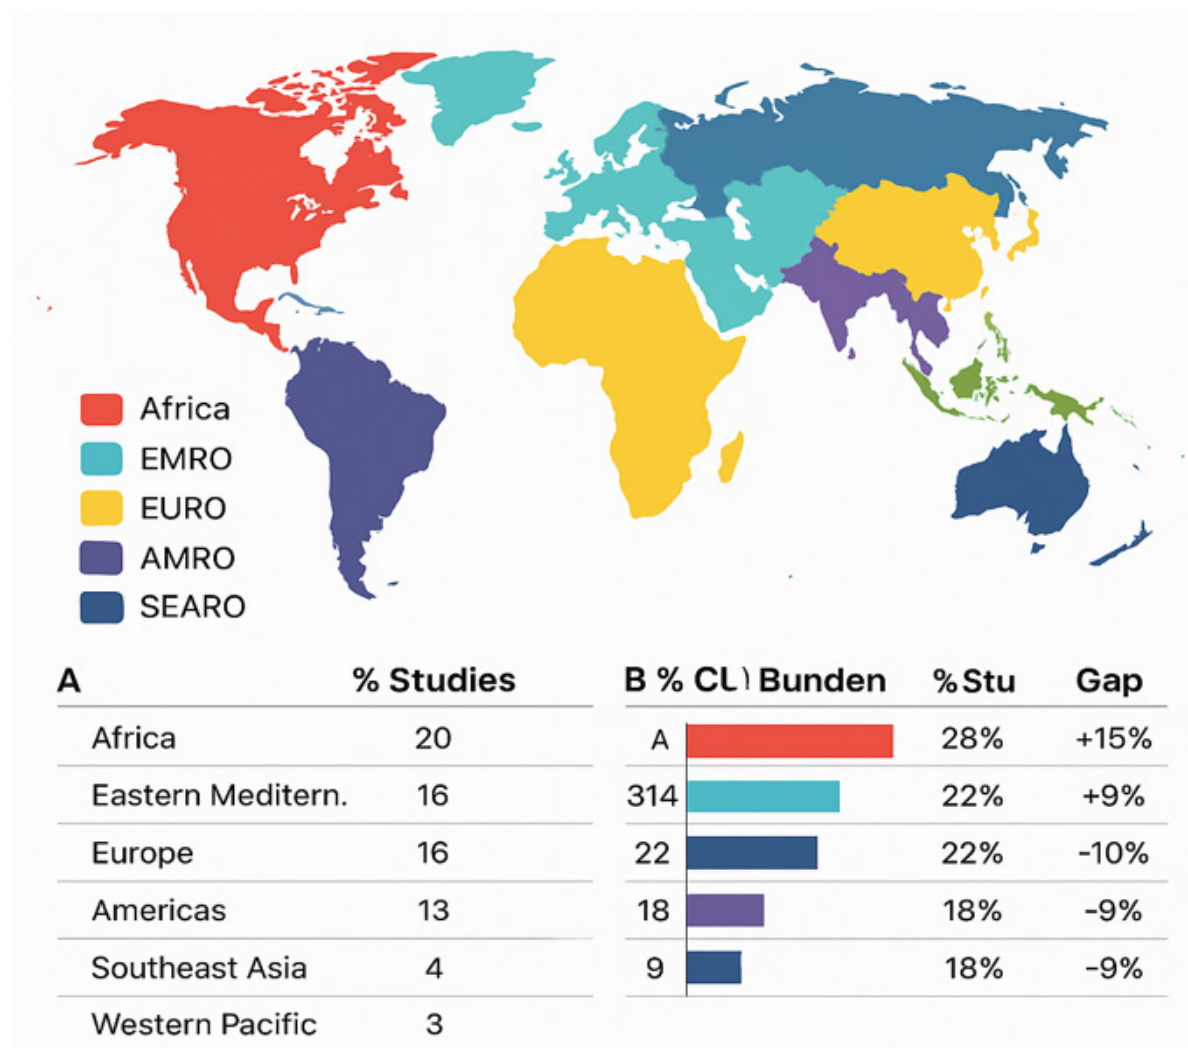 Africa
EMRO
EURO
AMRO
SEARO
A % Studies
Africa 20
Eastern Meditern. 16
Europe 16
Americas 13
Southeast Asia 4
Western Pacific 3
B % Bunden %Stu Gap
A 28% +15%
314 22% +9%
22 22% -10%
18 18% -9%
9 18% -9%